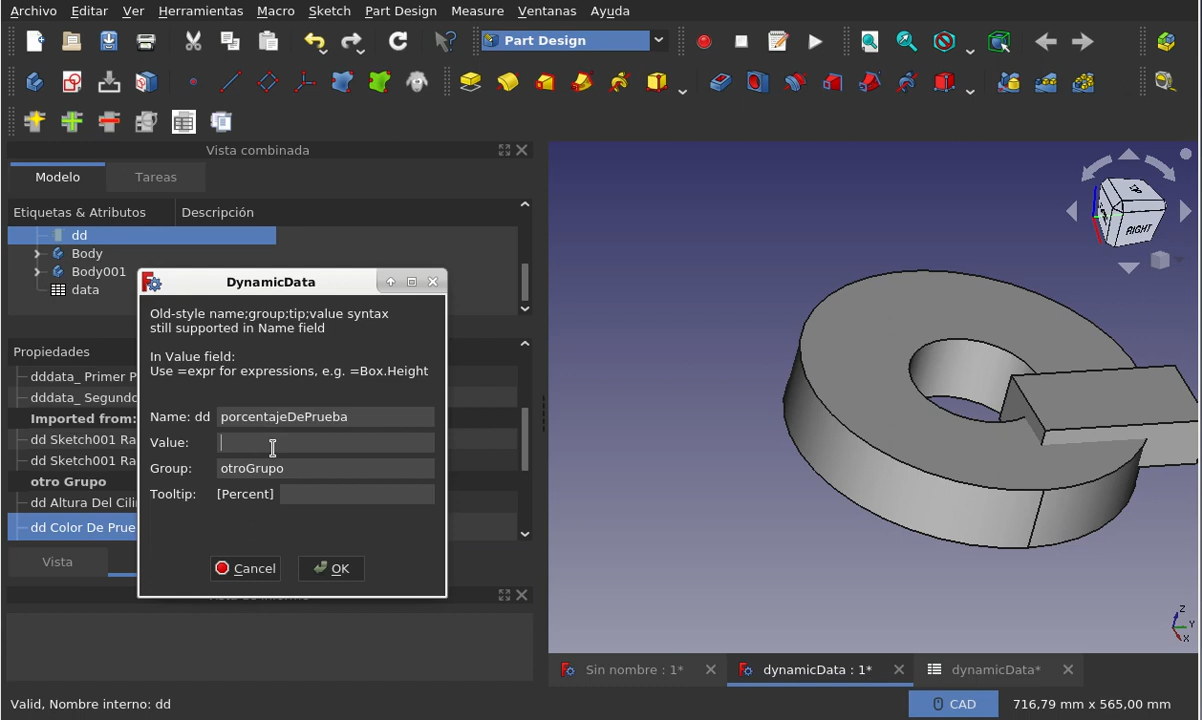 Archivo Editar Ver Herramientas Macro Sketch Part Design Measure Ventanas Ayuda
Part Design
Vista combinada
Modelo Tareas
Etiquetas & Atributos Descripción
dd
Body
Body001
data
DynamicData
Old-style name;group;tip;value syntax
still supported in Name field
In Value field:
Use =expr for expressions, e.g. =Box.Height
Name: dd porcentajeDePrueba
Value:
Group: otroGrupo
Tooltip: [Percent]
Cancel OK
Propiedades
dddata_ Primer P
dddata_ Segundo
Imported from:
dd Sketch001 Ra
dd Sketch001 Ra
otro Grupo
dd Altura Del Cili
dd Color De Prue
Vista
RIGHT
Z
Y
X
Sin nombre : 1* dynamicData : 1* dynamicData*
Valid, Nombre interno: dd CAD 716,79 mm x 565,00 mm